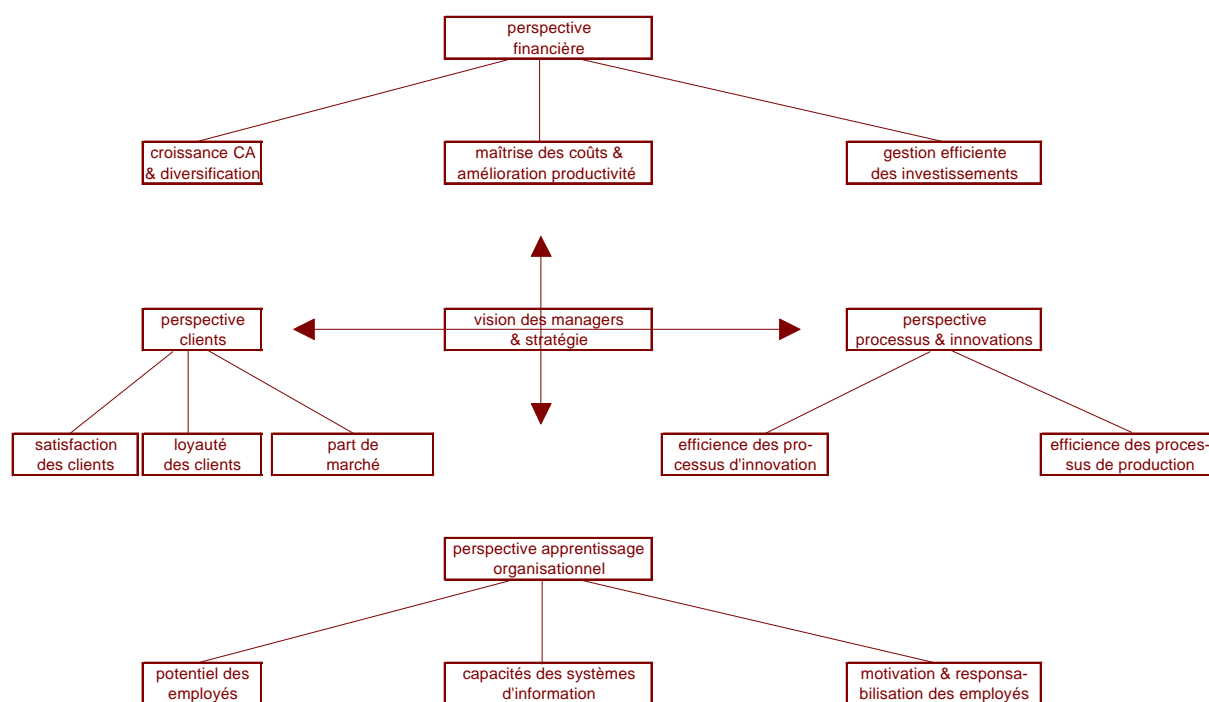 perspective
financière
croissance CA
& diversification
maîtrise des coûts &
amélioration productivité
gestion efficiente
des investissements
perspective
clients
vision des managers
& stratégie
perspective
processus & innovations
satisfaction
des clients
loyauté
des clients
part de
marché
efficience des pro-
cessus d'innovation
efficience des proces-
sus de production
perspective apprentissage
organisationnel
potentiel des
employés
capacités des systèmes
d'information
motivation & responsa-
bilisation des employés